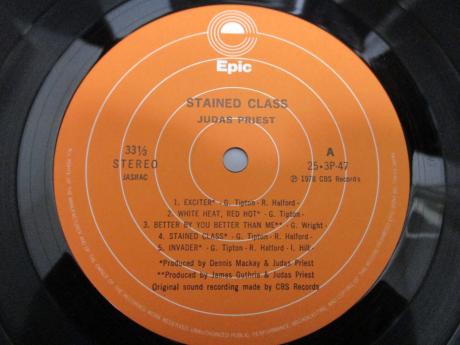 Epic
STAINED CLASS
JUDAS PRIEST
33⅓ A
STEREO 25・3P-47
JASRAC ℗ 1978 CBS Records
1. EXCITER* - G. Tipton - R. Halford -
2. WHITE HEAT, RED HOT* - G. Tipton -
3. BETTER BY YOU BETTER THAN ME** - G. Wright -
4. STAINED CLASS* - G. Tipton - R. Halford -
5. INVADER* - G. Tipton - R. Halford - I. Hill -
*Produced by Dennis Mackay & Judas Priest
**Produced by James Guthrie & Judas Priest
Original sound recording made by CBS Records